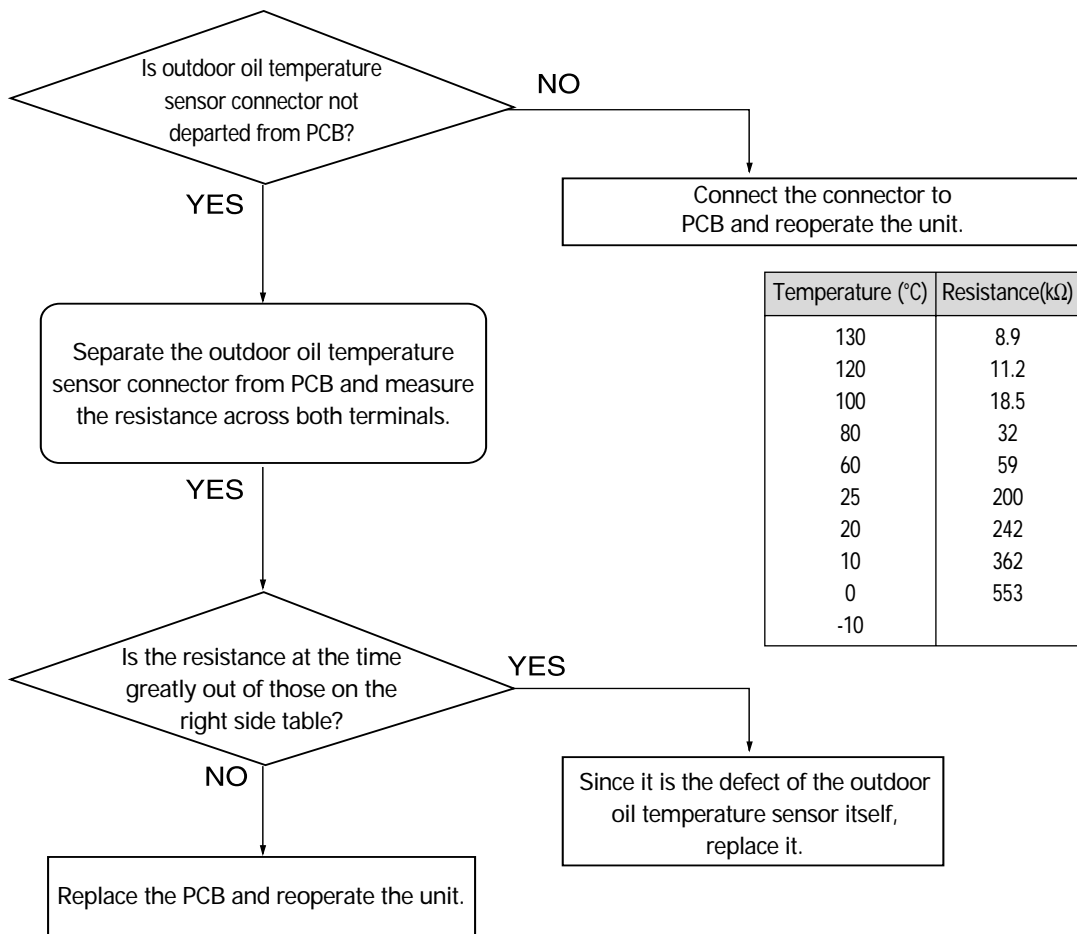 Is outdoor oil temperature
sensor connector not
departed from PCB?
NO
YES
Connect the connector to
PCB and reoperate the unit.
Separate the outdoor oil temperature
sensor connector from PCB and measure
the resistance across both terminals.
Temperature (°C) Resistance(kΩ)
130 8.9
120 11.2
100 18.5
80 32
60 59
25 200
20 242
10 362
0 553
-10
YES
Is the resistance at the time
greatly out of those on the
right side table?
YES
NO
Since it is the defect of the outdoor
oil temperature sensor itself,
replace it.
Replace the PCB and reoperate the unit.